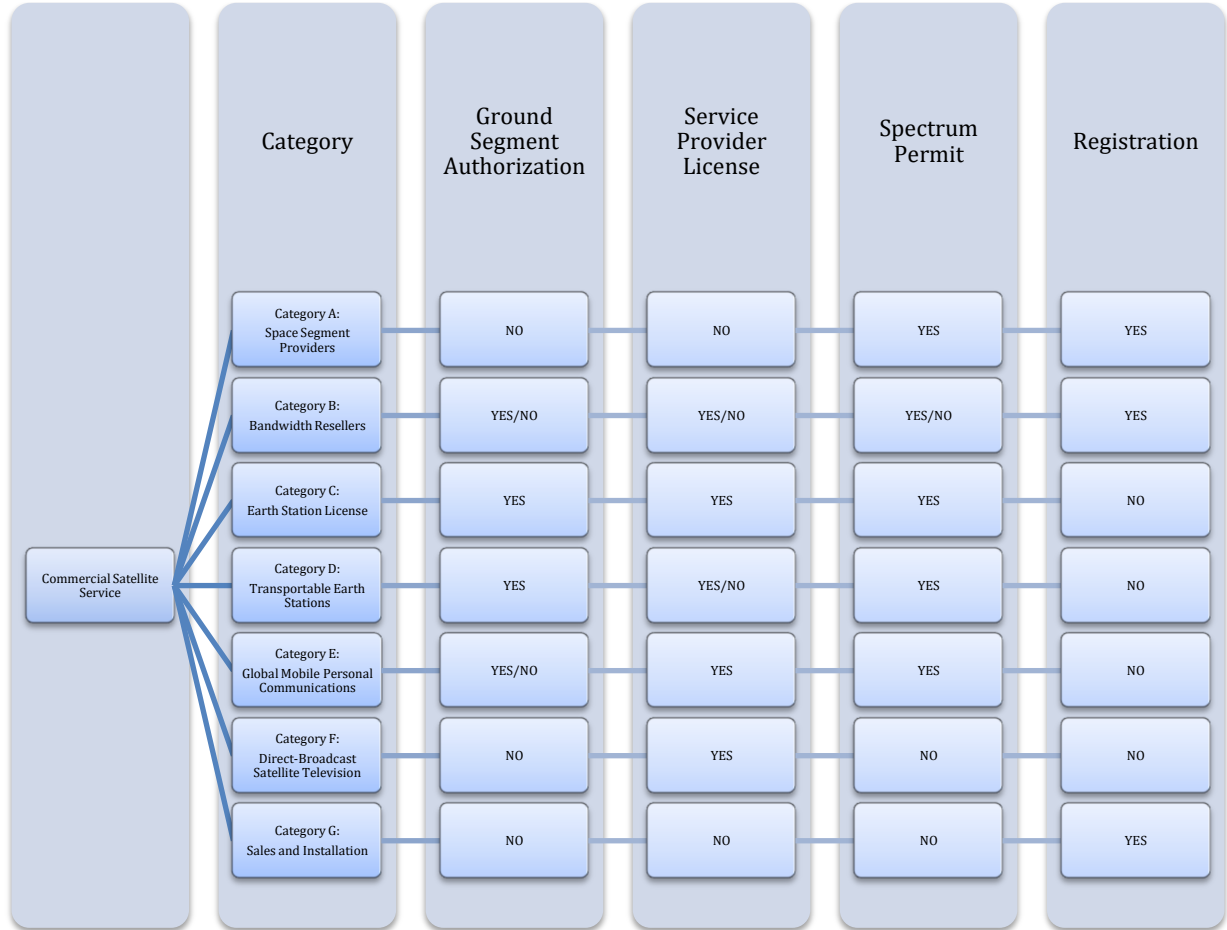 Category
Ground
Segment
Authorization
Service
Provider
License
Spectrum
Permit
Registration
Commercial Satellite
Service
Category A:
Space Segment
Providers
NO
NO
YES
YES
Category B:
Bandwidth Resellers
YES/NO
YES/NO
YES/NO
YES
Category C:
Earth Station License
YES
YES
YES
NO
Category D:
Transportable Earth
Stations
YES
YES/NO
YES
NO
Category E:
Global Mobile Personal
Communications
YES/NO
YES
YES
NO
Category F:
Direct-Broadcast
Satellite Television
NO
YES
NO
NO
Category G:
Sales and Installation
NO
NO
NO
YES